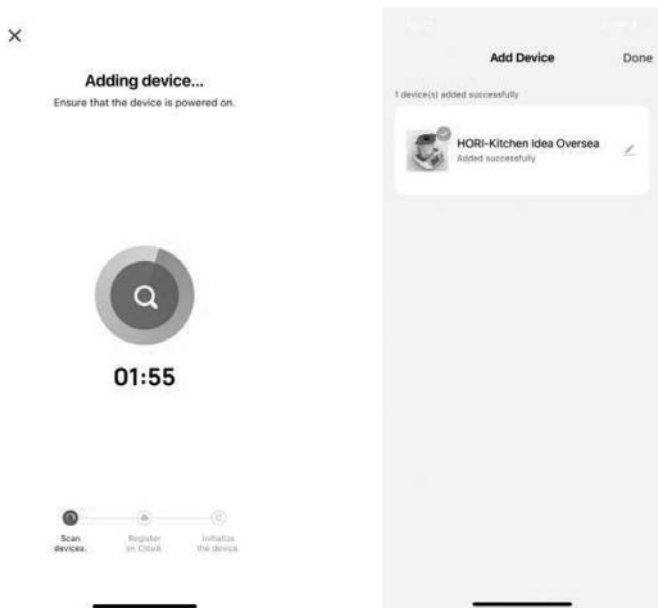 Adding device...
Ensure that the device is powered on.
01:55
Scan
devices.
Register
on Cloud.
Initialize
the device.
Add Device
Done
1 device(s) added successfully
HORI-Kitchen Idea Oversea
Added successfully